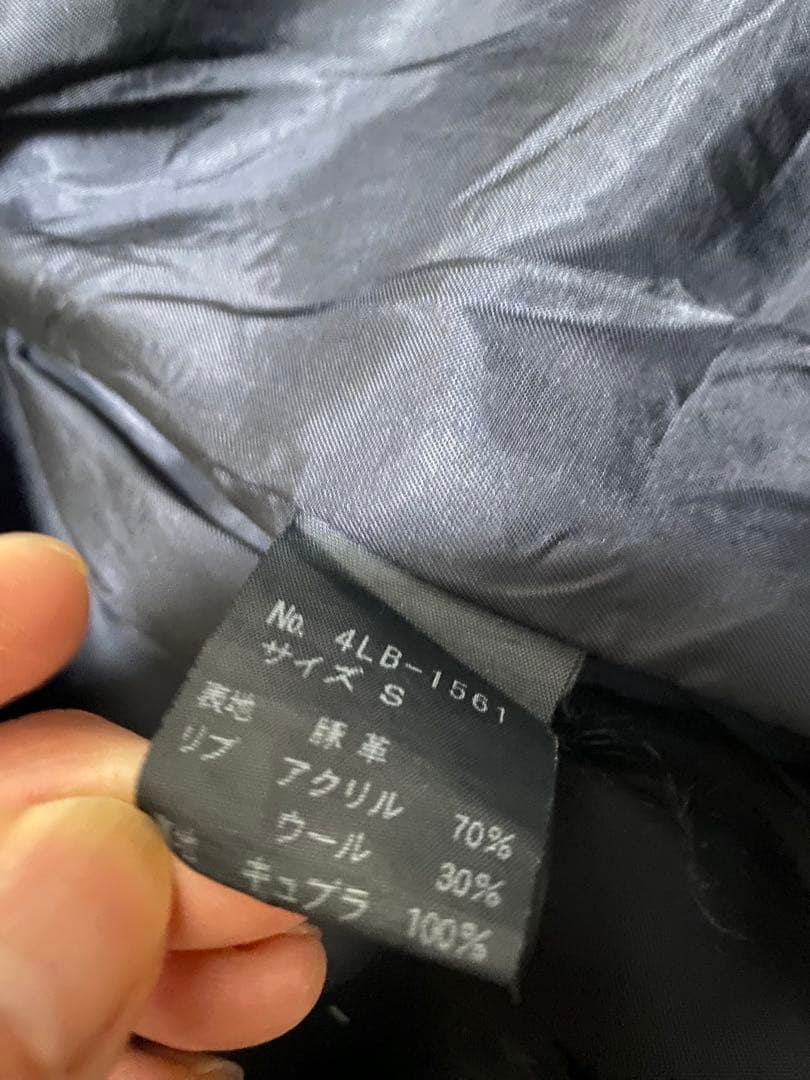 No. 4LB-1561
サイズ S
表地 豚革
リブ アクリル 70%
ウール 30%
キュプラ 100%